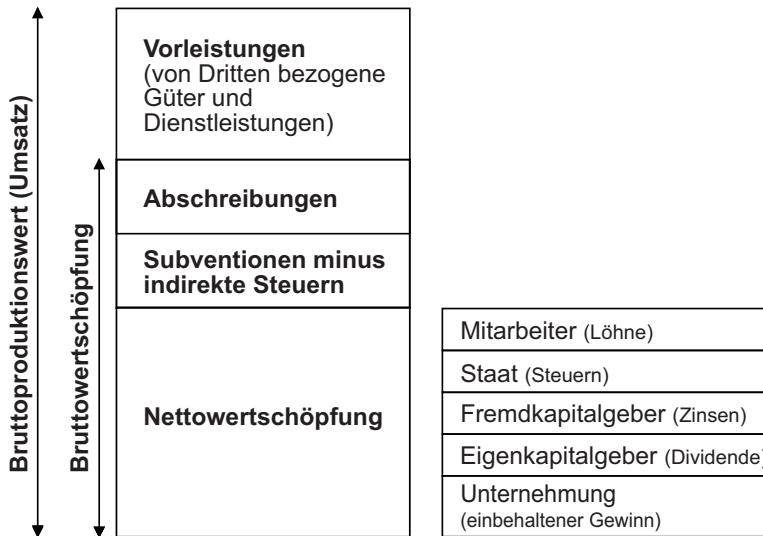 Bruttoproduktionswert (Umsatz)
Bruttowertschöpfung
Vorleistungen
(von Dritten bezogene
Güter und
Dienstleistungen)
Abschreibungen
Subventionen minus
indirekte Steuern
Nettowertschöpfung
Mitarbeiter (Löhne)
Staat (Steuern)
Fremdkapitalgeber (Zinsen)
Eigenkapitalgeber (Dividende)
Unternehmung
(einbehaltener Gewinn)